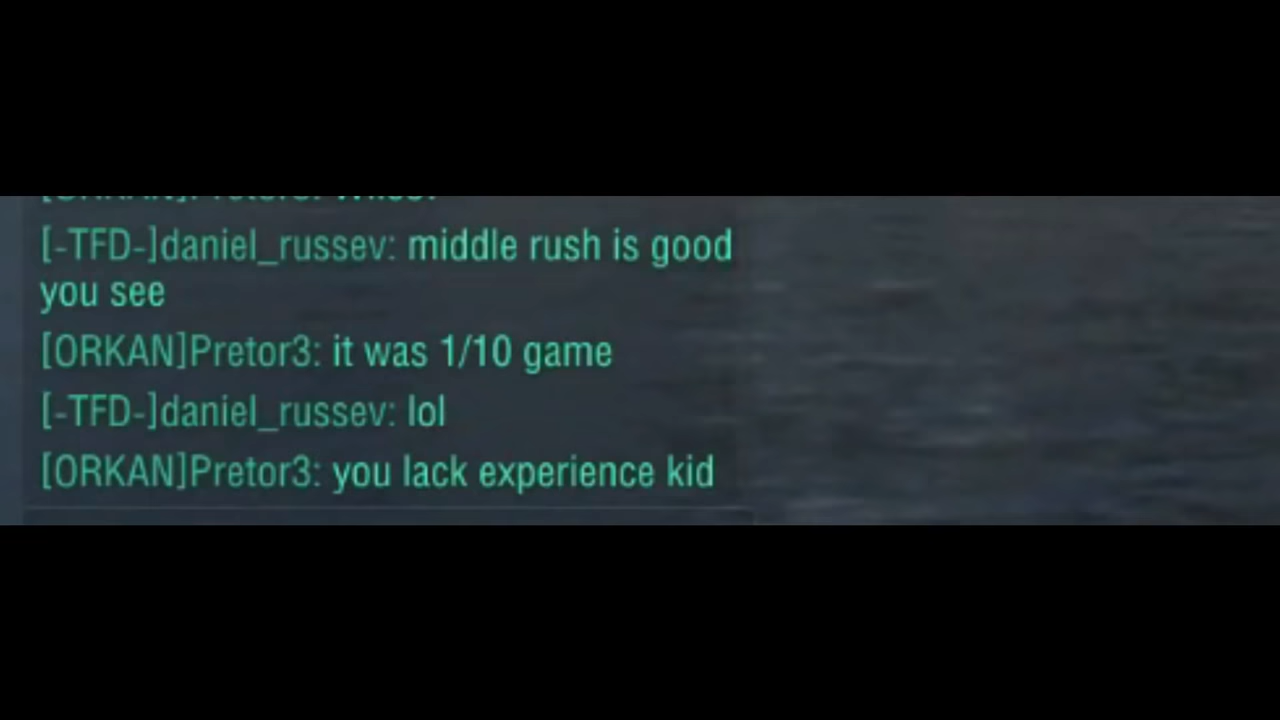 [-TFD-]daniel_russev: middle rush is good
you see
[ORKAN]Pretor3: it was 1/10 game
[-TFD-]daniel_russev: lol
[ORKAN]Pretor3: you lack experience kid